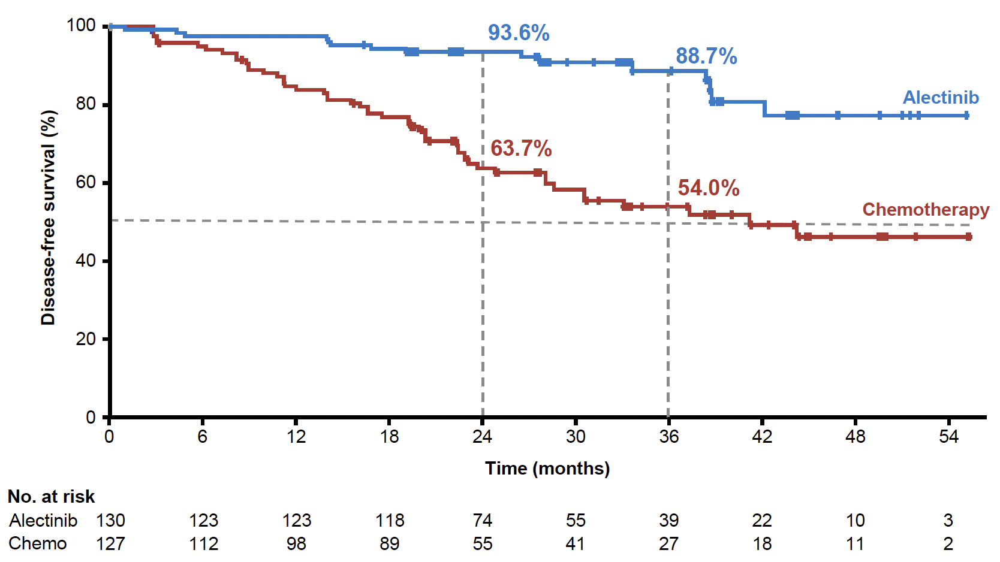 100
80
60
40
20
0
Disease-free survival (%)
93.6%
88.7%
Alectinib
63.7%
54.0%
Chemotherapy
0 6 12 18 24 30 36 42 48 54
Time (months)
No. at risk
Alectinib 130 123 123 118 74 55 39 22 10 3
Chemo 127 112 98 89 55 41 27 18 11 2